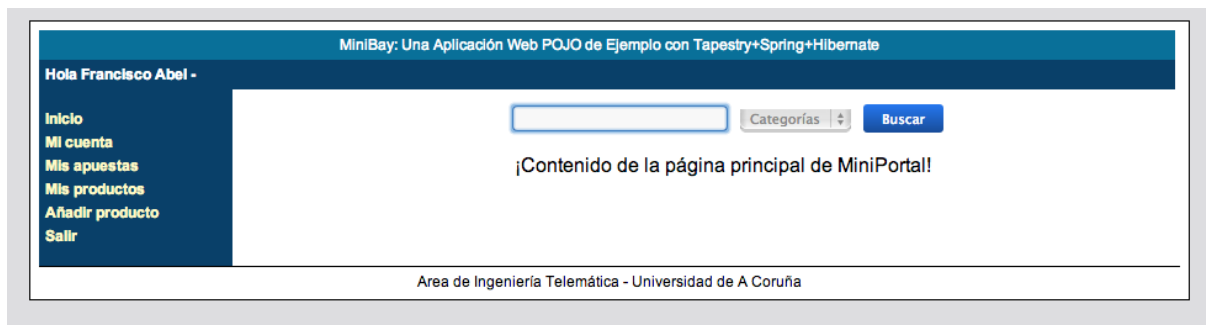 MiniBay: Una Aplicación Web POJO de Ejemplo con Tapestry+Spring+Hibernate
Hola Francisco Abel -
Inicio
Mi cuenta
Mis apuestas
Mis productos
Añadir producto
Salir
Categorías
Buscar
¡Contenido de la página principal de MiniPortal!
Area de Ingeniería Telemática - Universidad de A Coruña